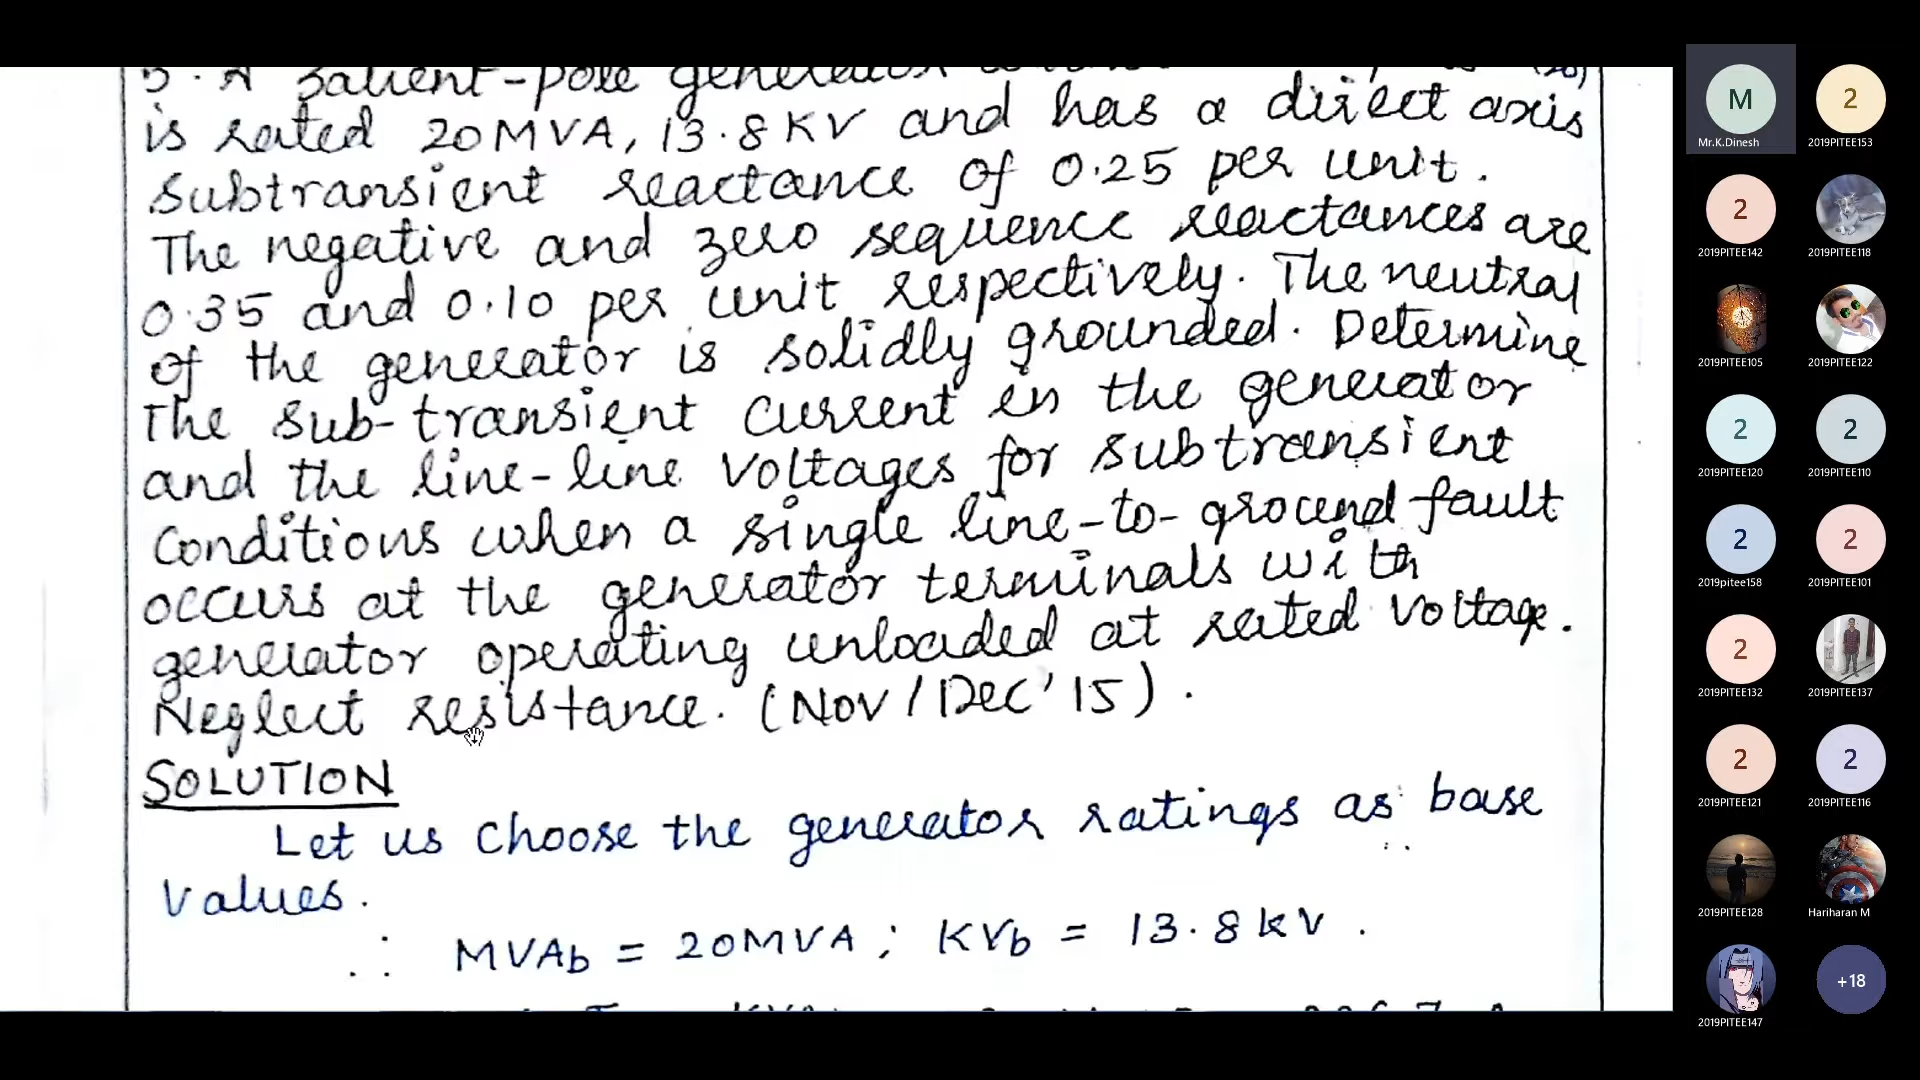 5. A salient-pole generator
is rated 20MVA, 13.8KV and has a direct axis
subtransient reactance of 0.25 per unit.
The negative and zero sequence reactances are
0.35 and 0.10 per unit respectively. The neutral
of the generator is solidly grounded. Determine
the sub-transient current in the generator
and the line-line voltages for subtransient
conditions when a single line-to-ground fault
occurs at the generator terminals with
generator operating unloaded at rated voltage.
Neglect resistance. (Nov/Dec'15).
SOLUTION
Let us choose the generator ratings as base
values.
∴ MVAb = 20MVA; KVb = 13.8kV.
M
Mr.K.Dinesh
2
2019PITEE153
2
2019PITEE142
2019PITEE118
2019PITEE105
2019PITEE122
2
2019PITEE120
2
2019PITEE110
2
2019pitee158
2
2019PITEE101
2
2019PITEE132
2019PITEE137
2
2019PITEE121
2
2019PITEE116
2019PITEE128
Hariharan M
2019PITEE147
+18